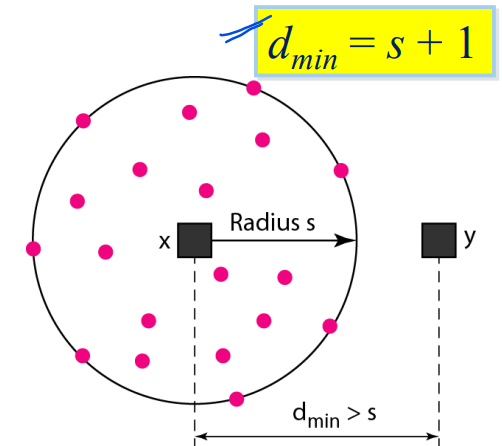 d_min = s + 1
Radius s
x
y
d_min > s